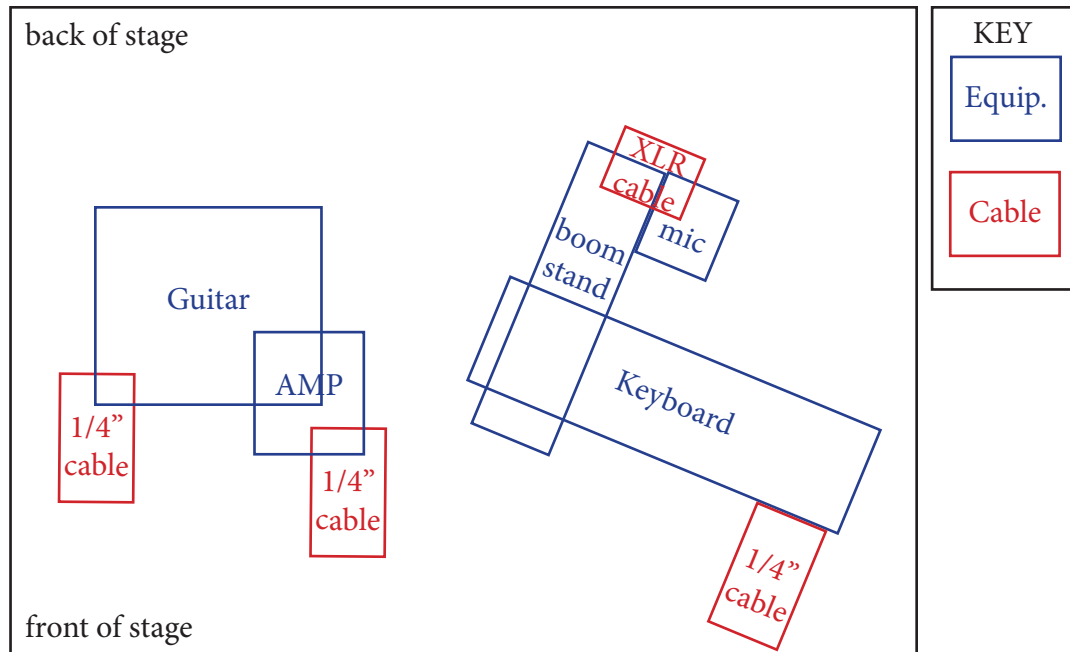 back of stage
KEY
Equip.
Cable
XLR
cable
mic
boom
stand
Guitar
AMP
Keyboard
1/4”
cable
1/4”
cable
1/4”
cable
front of stage